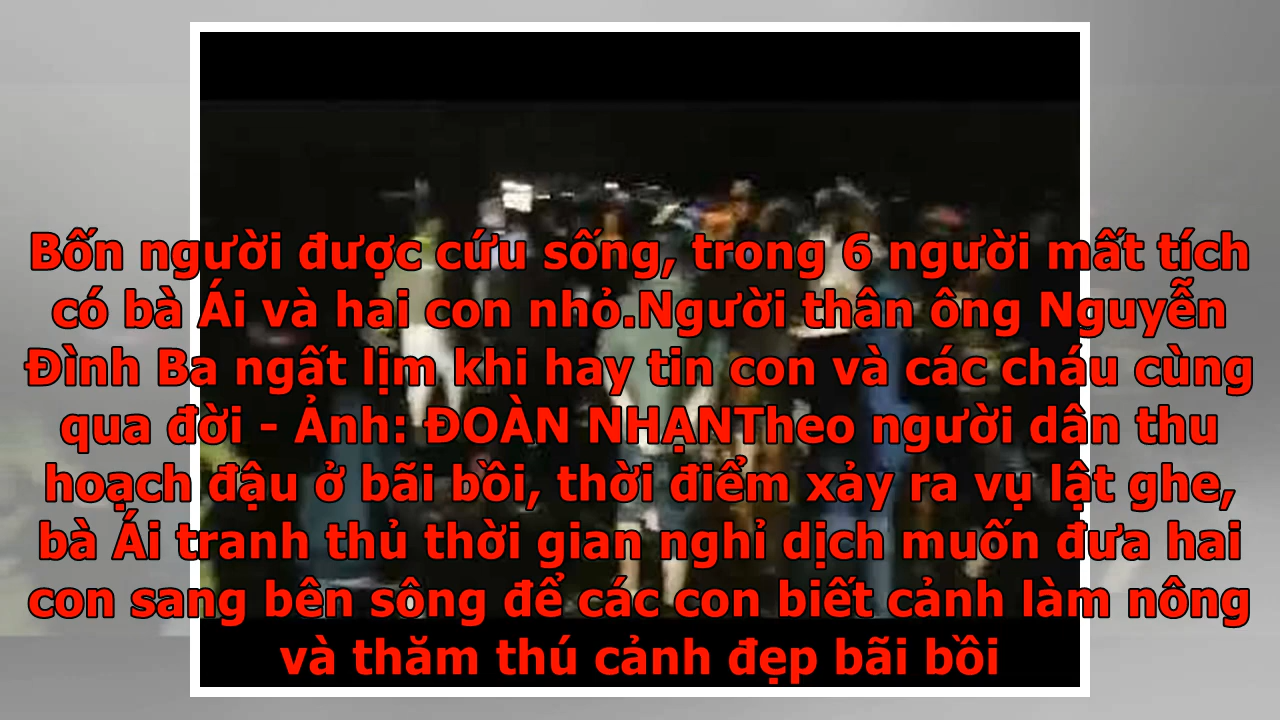 Bốn người được cứu sống, trong 6 người mất tích
có bà Ái và hai con nhỏ.Người thân ông Nguyễn
Đình Ba ngất lịm khi hay tin con và các cháu cùng
qua đời - Ảnh: ĐOÀN NHẠNTheo người dân thu
hoạch đậu ở bãi bồi, thời điểm xảy ra vụ lật ghe,
bà Ái tranh thủ thời gian nghỉ dịch muốn đưa hai
con sang bên sông để các con biết cảnh làm nông
và thăm thú cảnh đẹp bãi bồi